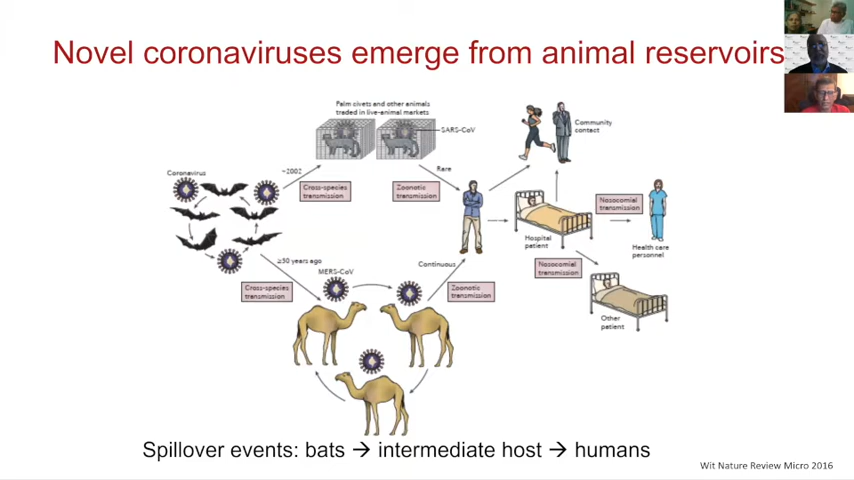 Novel coronaviruses emerge from animal reservoirs
Palm civets and other animals
traded in live-animal markets
SARS-CoV
Community
contact
Coronavirus
~2002
Rare
Cross-species
transmission
Zoonotic
transmission
Nosocomial
transmission
Hospital
patient
Health care
personnel
≥30 years ago
MERS-CoV
Continuous
Nosocomial
transmission
Cross-species
transmission
Zoonotic
transmission
Other
patient
Spillover events: bats → intermediate host → humans
Wit Nature Review Micro 2016